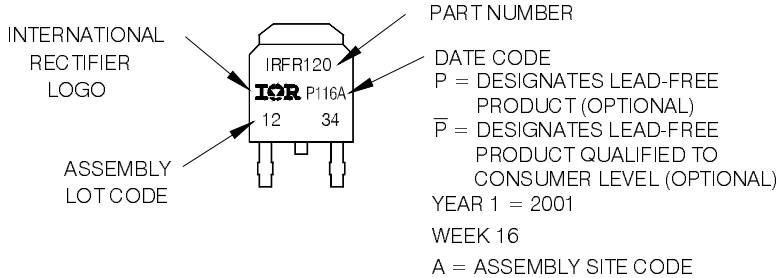 PART NUMBER
INTERNATIONAL
RECTIFIER
LOGO
IRFR120
IOR P116A
12 34
ASSEMBLY
LOT CODE
DATE CODE
P = DESIGNATES LEAD-FREE
PRODUCT (OPTIONAL)
P̅ = DESIGNATES LEAD-FREE
PRODUCT QUALIFIED TO
CONSUMER LEVEL (OPTIONAL)
YEAR 1 = 2001
WEEK 16
A = ASSEMBLY SITE CODE